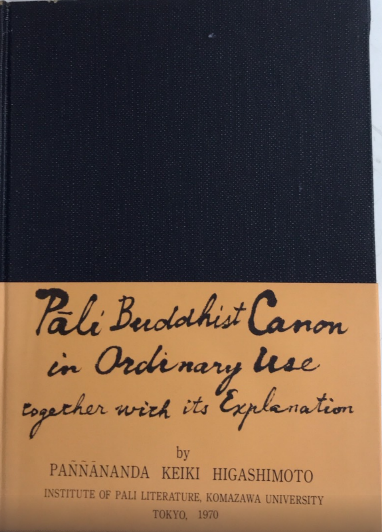 Pāli Buddhist Canon
in Ordinary Use
together with its Explanation
by
PAÑÑĀNANDA KEIKI HIGASHIMOTO
INSTITUTE OF PALI LITERATURE, KOMAZAWA UNIVERSITY
TOKYO, 1970